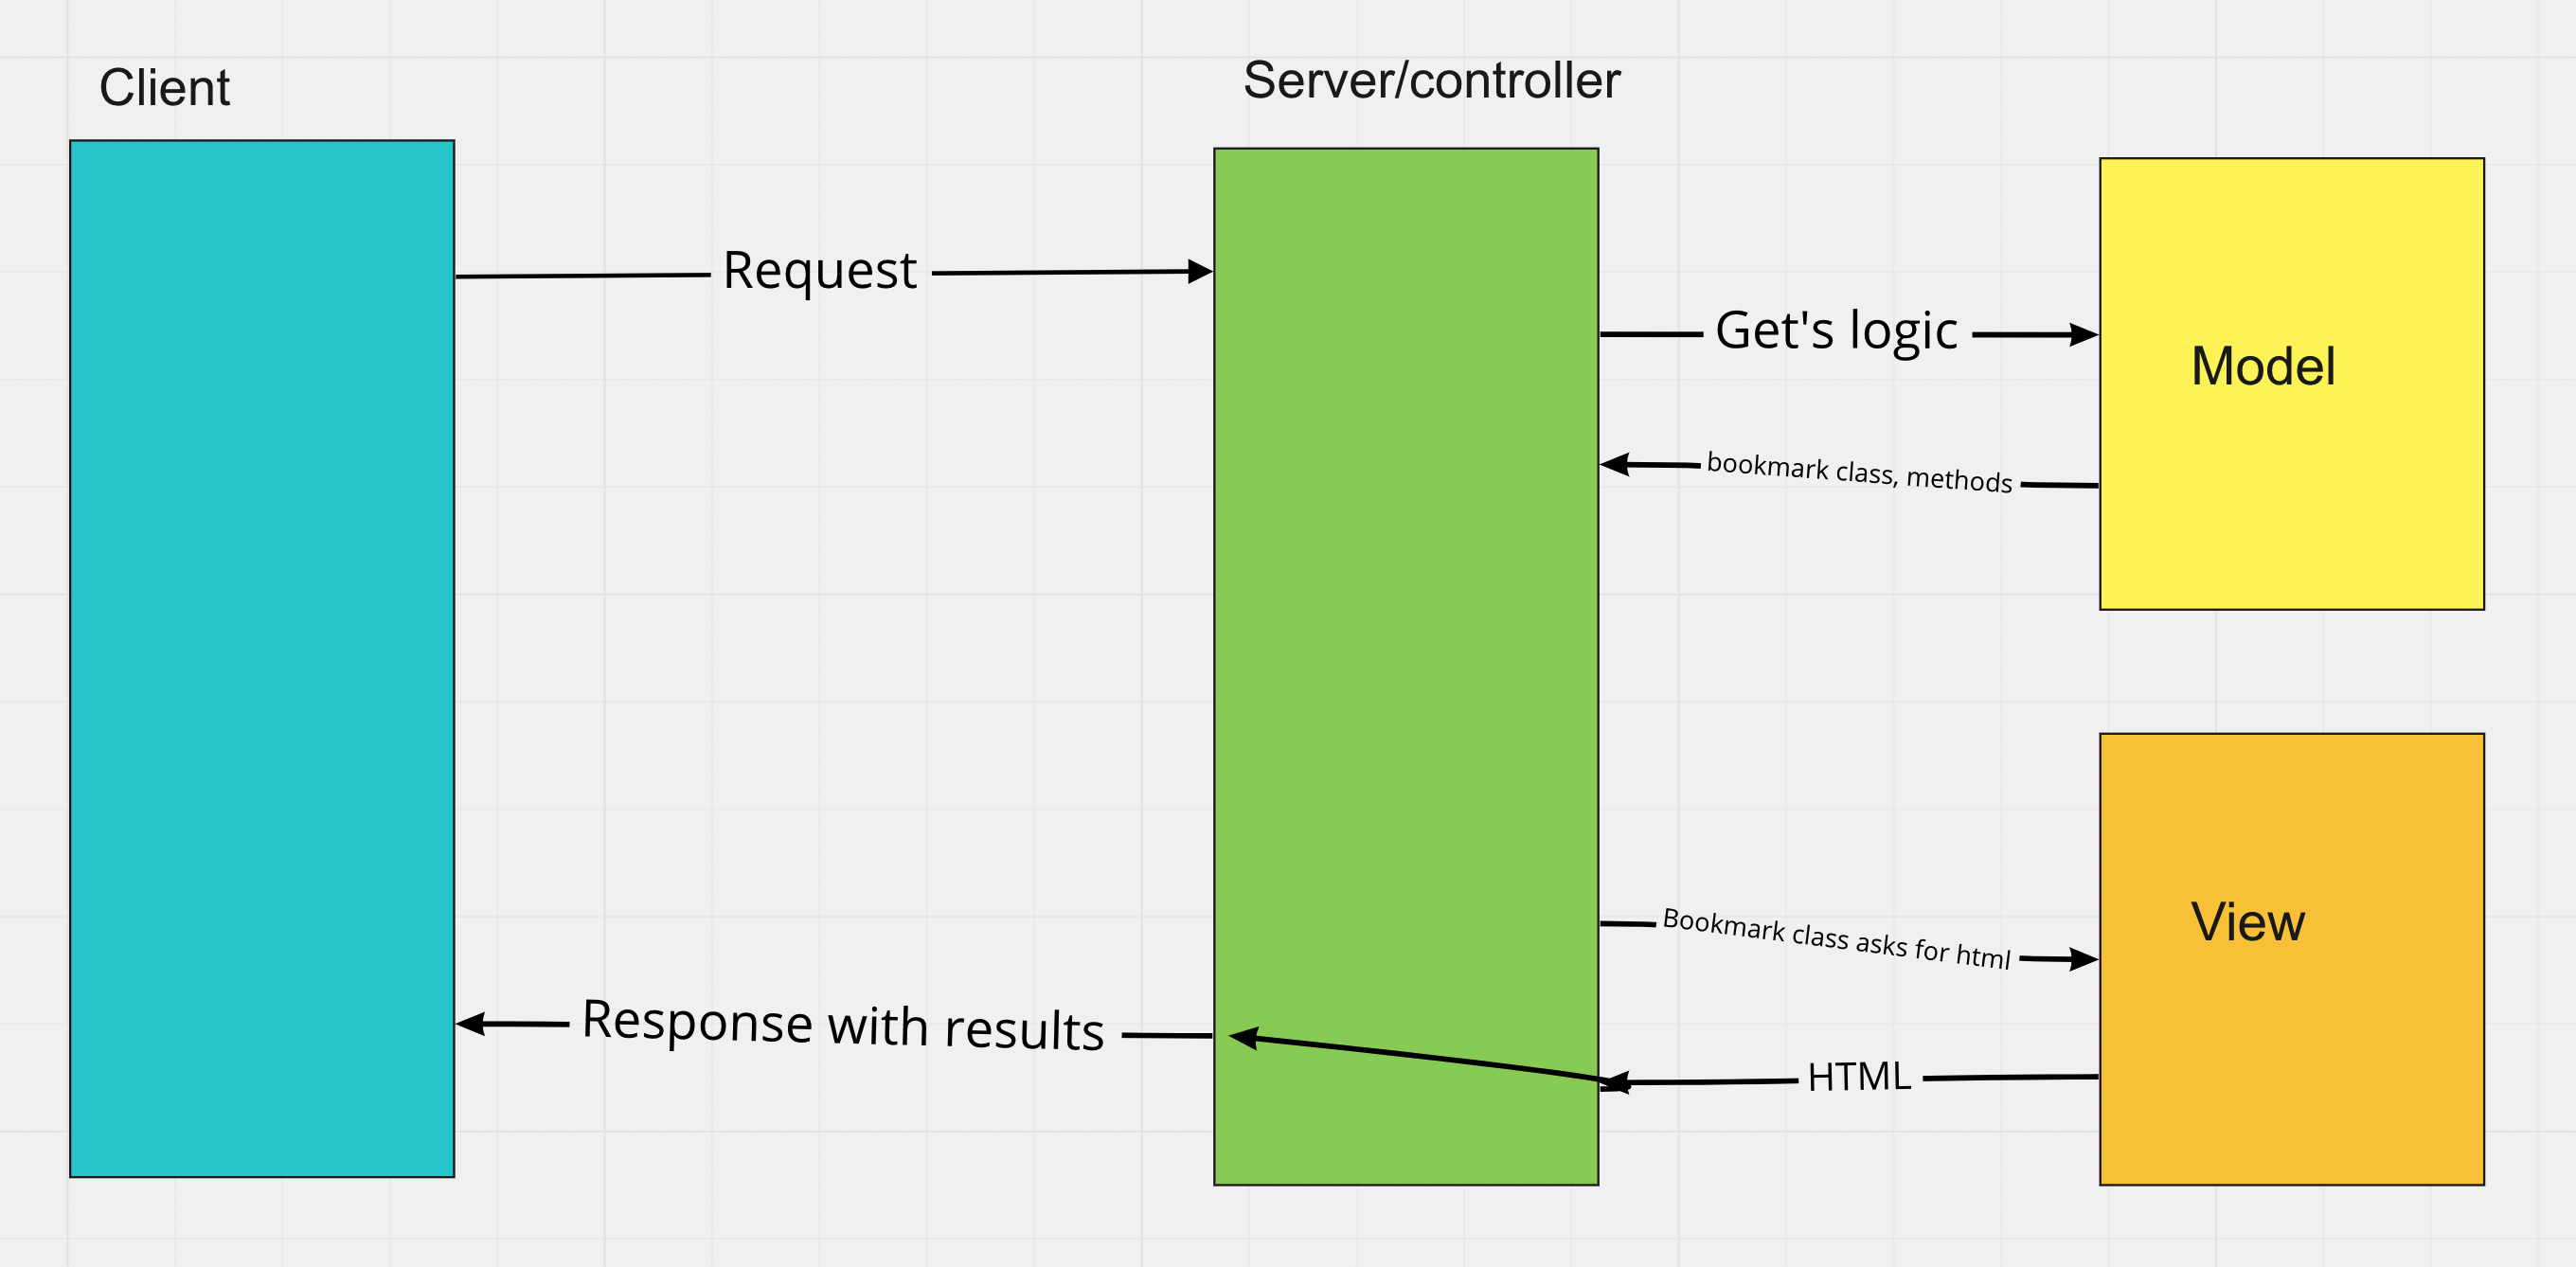 Client
Server/controller
Request
Get's logic
Model
bookmark class, methods
View
Bookmark class asks for html
Response with results
HTML